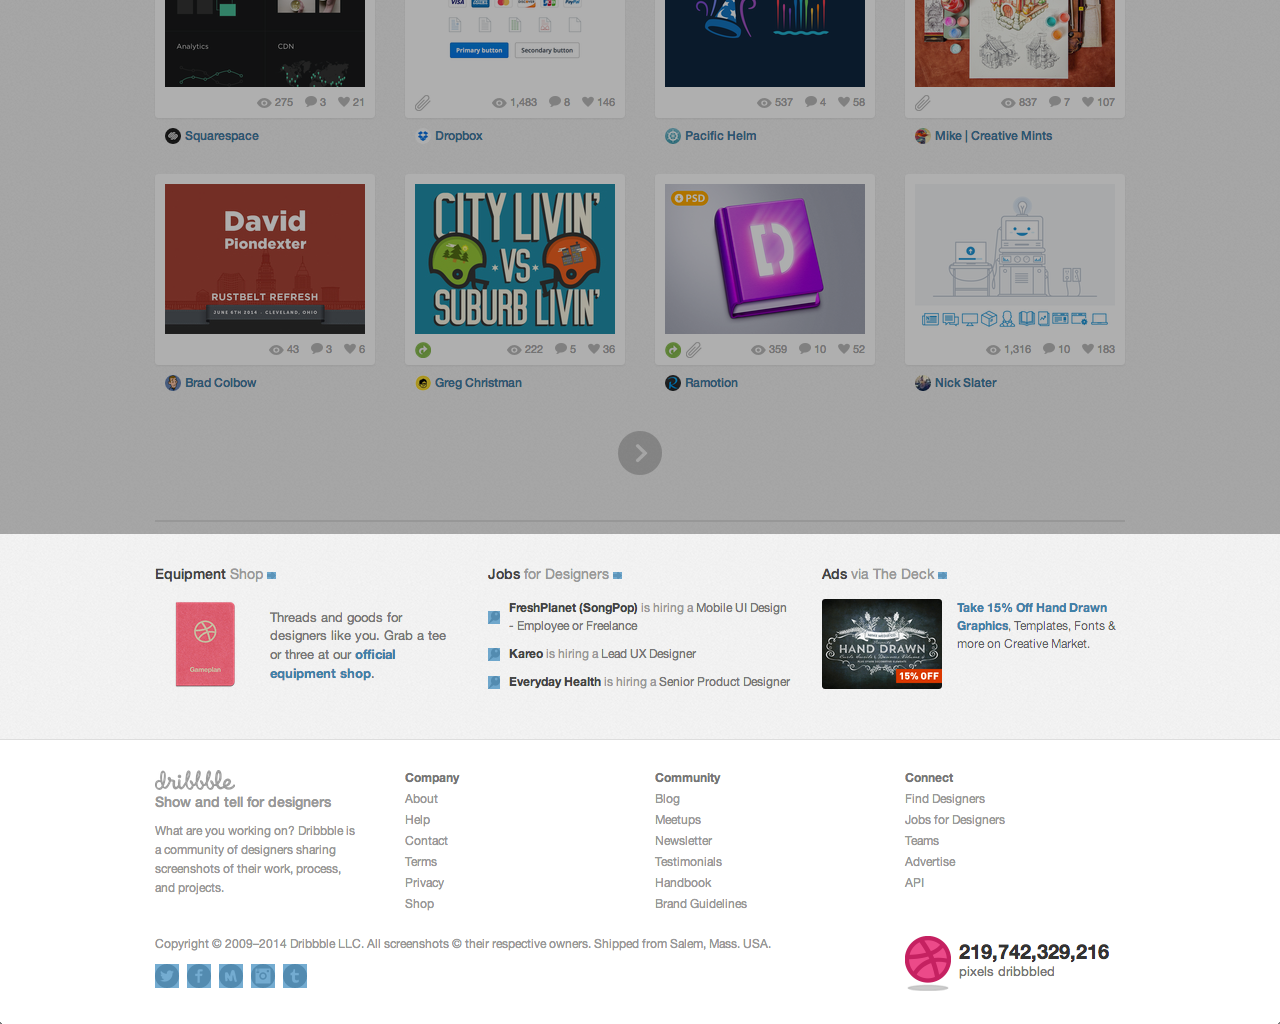 Analytics
CDN
VISA
PayPal
Primary button
Secondary button
275 3 21
1,483 8 146
537 4 58
837 7 107
Squarespace
Dropbox
Pacific Helm
Mike | Creative Mints
David
Piondexter
RUSTBELT REFRESH
JUNE 6TH 2014 · CLEVELAND, OHIO
CITY LIVIN'
VS
SUBURB LIVIN'
PSD
D
43 3 6
222 5 36
359 10 52
1,316 10 183
Brad Colbow
Greg Christman
Ramotion
Nick Slater
Equipment Shop
Gameplan
Threads and goods for
designers like you. Grab a tee
or three at our official
equipment shop.
Jobs for Designers
FreshPlanet (SongPop) is hiring a Mobile UI Design
- Employee or Freelance
Kareo is hiring a Lead UX Designer
Everyday Health is hiring a Senior Product Designer
Ads via The Deck
HAND DRAWN
15% OFF
Take 15% Off Hand Drawn
Graphics, Templates, Fonts &
more on Creative Market.
dribbble
Show and tell for designers
What are you working on? Dribbble is
a community of designers sharing
screenshots of their work, process,
and projects.
Company
About
Help
Contact
Terms
Privacy
Shop
Community
Blog
Meetups
Newsletter
Testimonials
Handbook
Brand Guidelines
Connect
Find Designers
Jobs for Designers
Teams
Advertise
API
Copyright © 2009–2014 Dribbble LLC. All screenshots © their respective owners. Shipped from Salem, Mass. USA.
219,742,329,216
pixels dribbbled